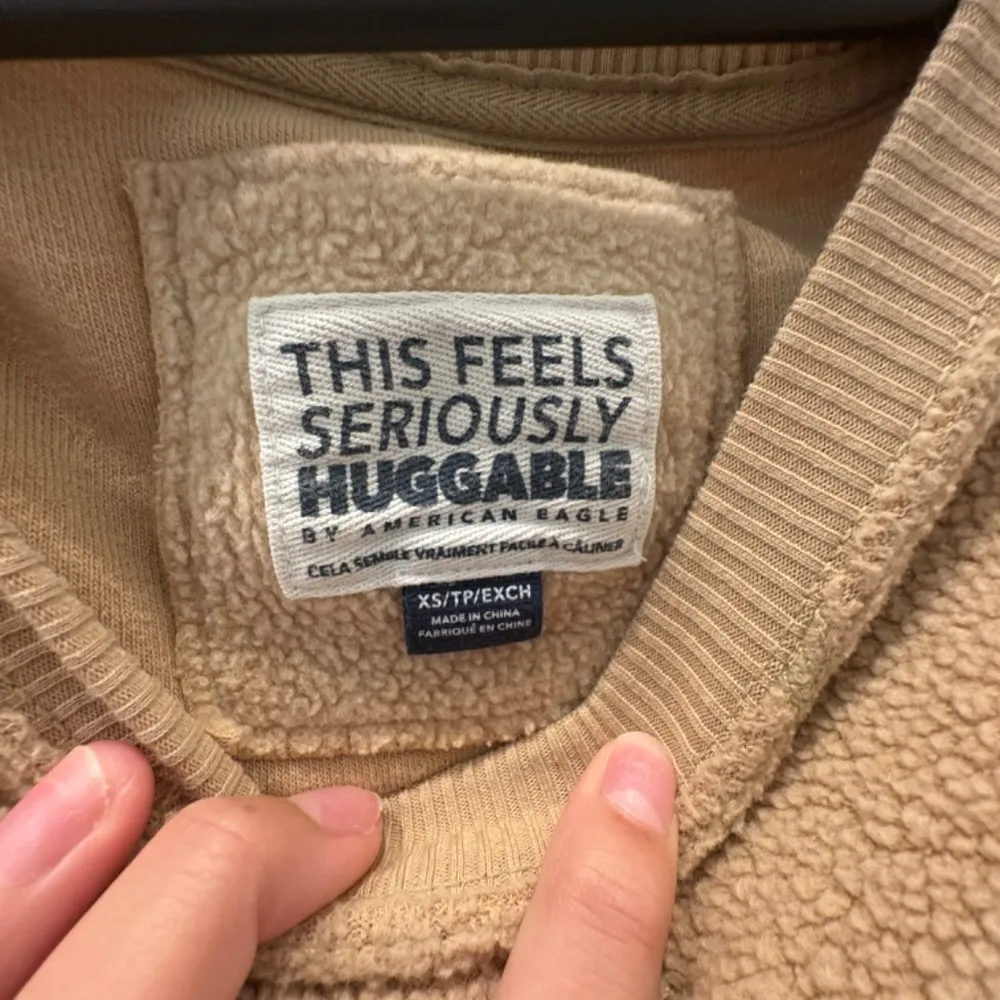 THIS FEELS
SERIOUSLY
HUGGABLE
BY AMERICAN EAGLE
CELA SEMBLE VRAIMENT FACILE À CÂLINER
XS/TP/EXCH
MADE IN CHINA
FABRIQUÉ EN CHINE